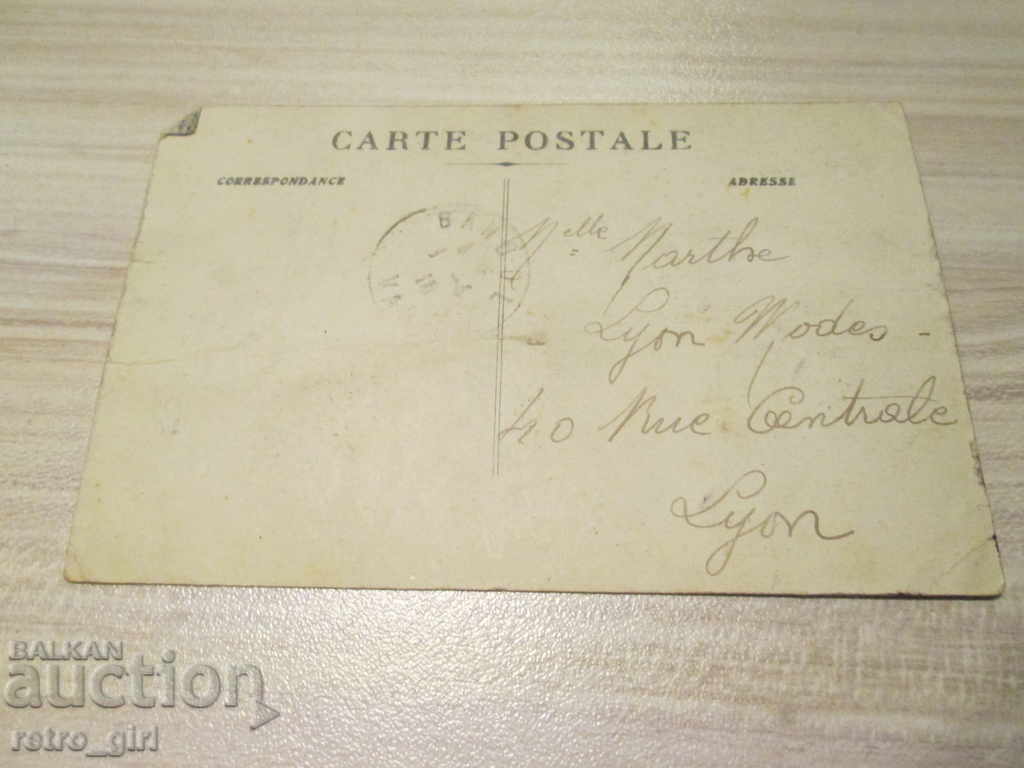 CARTE POSTALE
CORRESPONDANCE
ADRESSE
Melle Marthe
Lyon Modes -
40 Rue Centrale
Lyon
BALKAN
auction
retro_girl